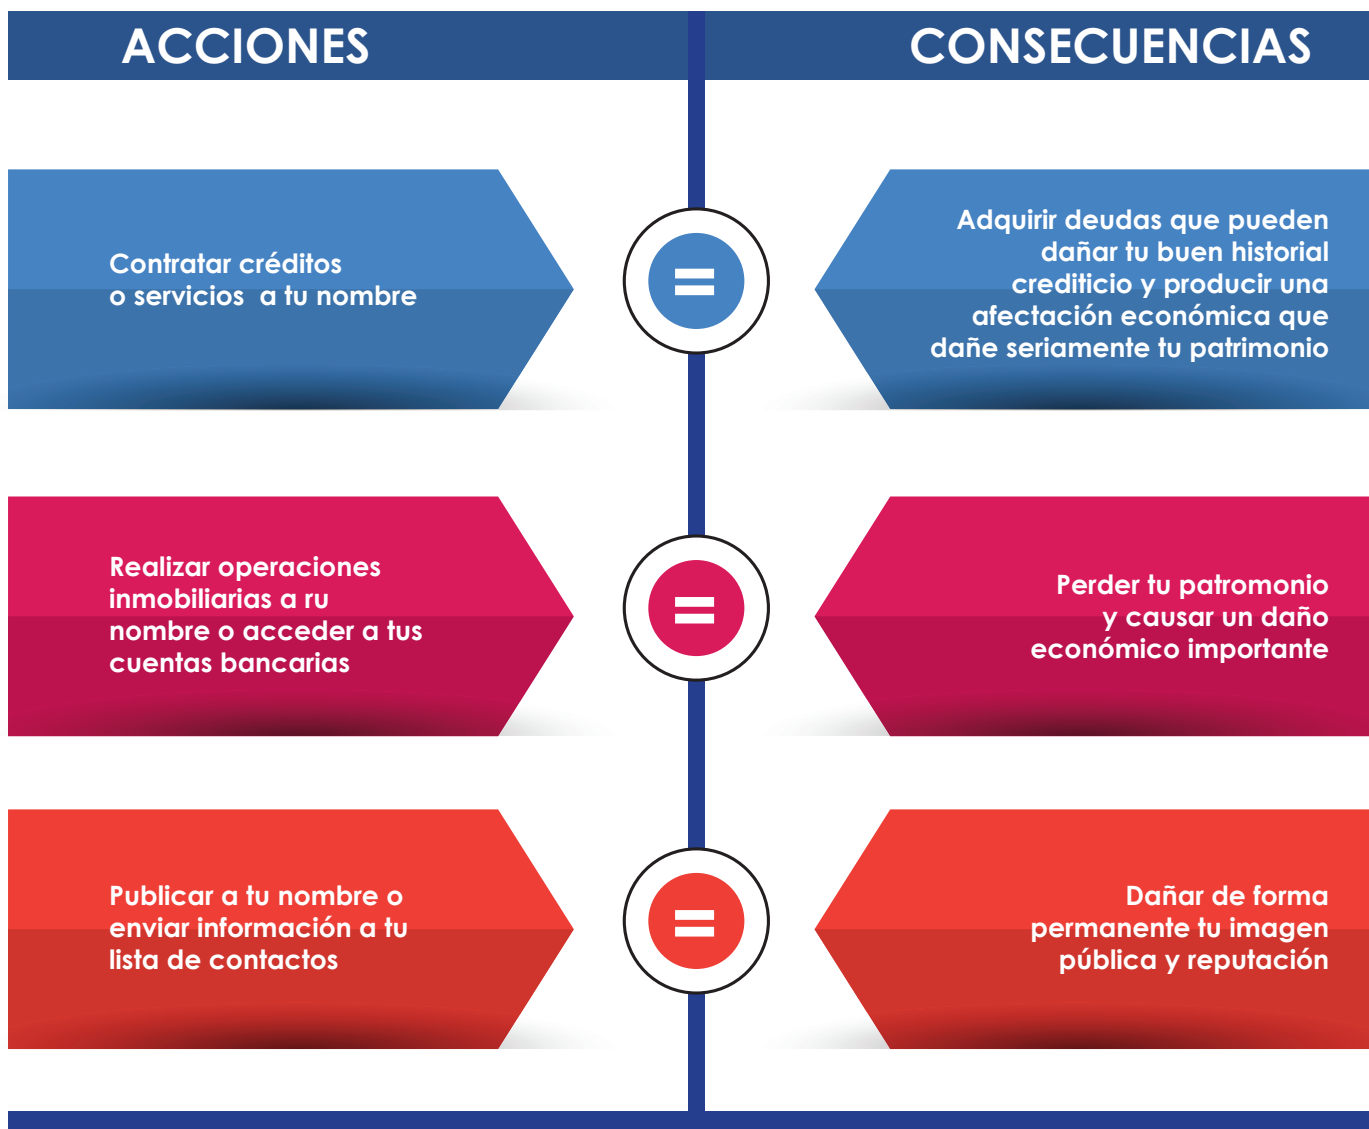 ACCIONES
CONSECUENCIAS
Contratar créditos
o servicios a tu nombre
=
Adquirir deudas que pueden
dañar tu buen historial
crediticio y producir una
afectación económica que
dañe seriamente tu patrimonio
Realizar operaciones
inmobiliarias a ru
nombre o acceder a tus
cuentas bancarias
=
Perder tu patromonio
y causar un daño
económico importante
Publicar a tu nombre o
enviar información a tu
lista de contactos
=
Dañar de forma
permanente tu imagen
pública y reputación